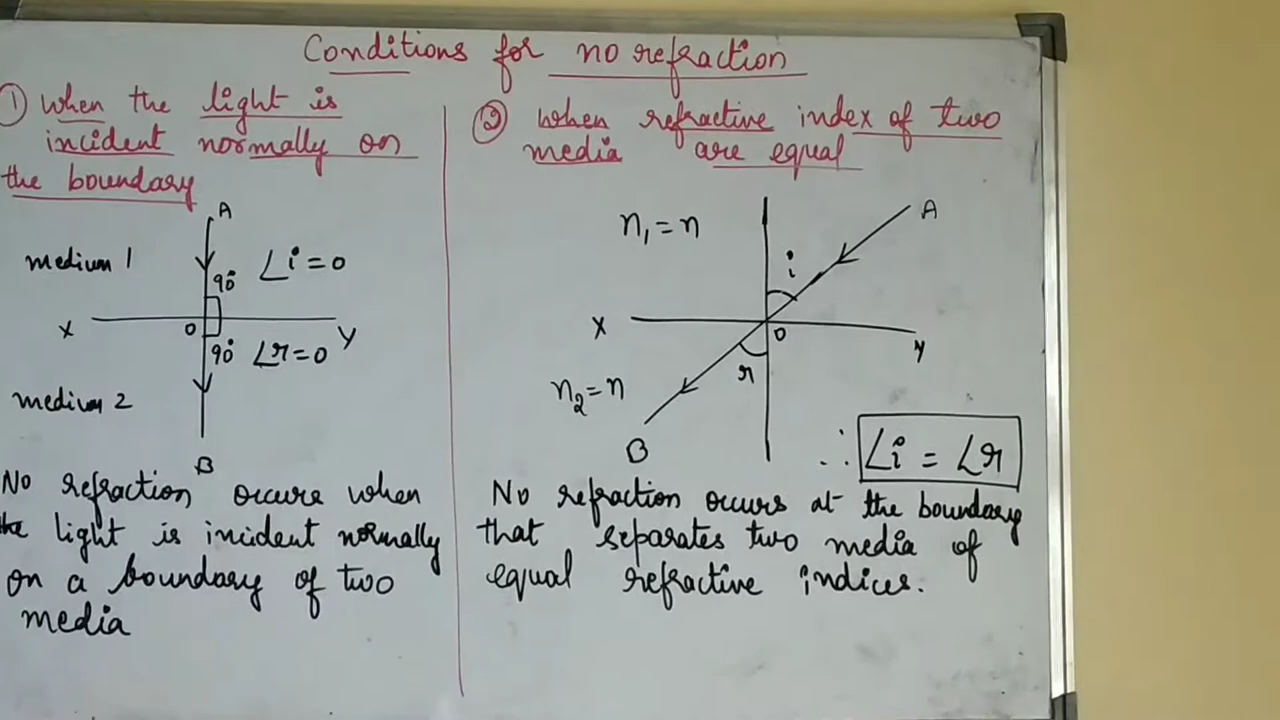 Conditions for no refraction
① when the light is
incident normally on
the boundary
A
medium 1
90° ∠i = 0
X O Y
90° ∠r = 0
medium 2
B
No refraction occure when
the light is incident normally
on a boundary of two
media
② when refractive index of two
media are equal
n₁ = n
A
i
X O Y
r
n₂ = n
B
∴ ∠i = ∠r
No refraction occurs at the boundary
that separates two media of
equal refractive indices.